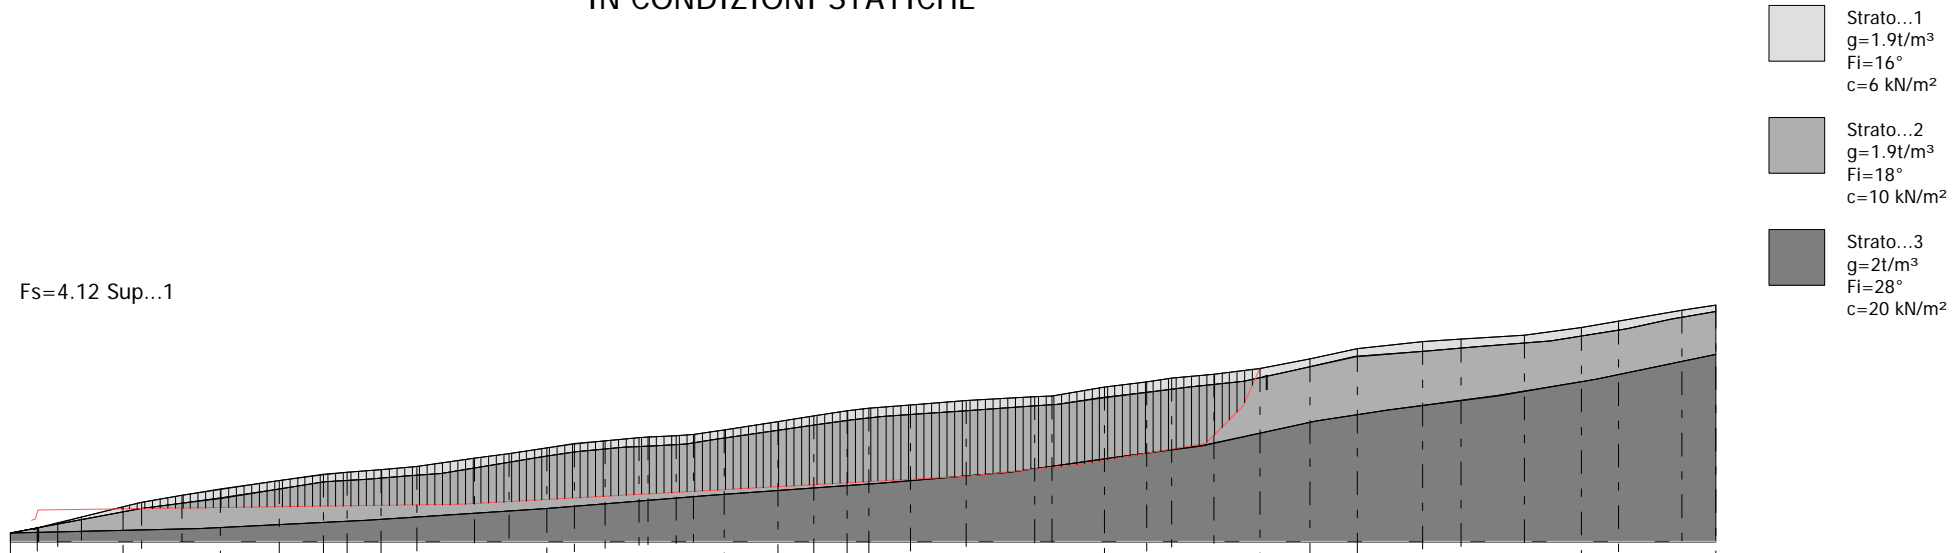 IN CONDIZIONI STATICHE
Strato...1
g=1.9t/m³
Fi=16°
c=6 kN/m²
Strato...2
g=1.9t/m³
Fi=18°
c=10 kN/m²
Strato...3
g=2t/m³
Fi=28°
c=20 kN/m²
Fs=4.12 Sup...1